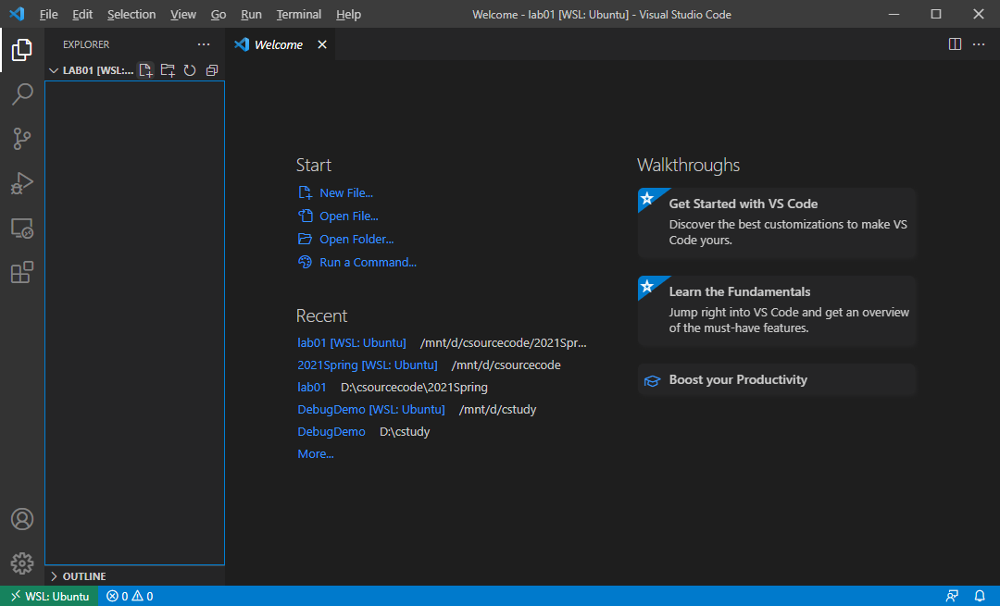 File Edit Selection View Go Run Terminal Help Welcome - lab01 [WSL: Ubuntu] - Visual Studio Code
EXPLORER ...
LAB01 [WSL:...
Welcome
Start
New File...
Open File...
Open Folder...
Run a Command...
Recent
lab01 [WSL: Ubuntu] /mnt/d/csourcecode/2021Spr...
2021Spring [WSL: Ubuntu] /mnt/d/csourcecode
lab01 D:\csourcecode\2021Spring
DebugDemo [WSL: Ubuntu] /mnt/d/cstudy
DebugDemo D:\cstudy
More...
Walkthroughs
Get Started with VS Code
Discover the best customizations to make VS
Code yours.
Learn the Fundamentals
Jump right into VS Code and get an overview
of the must-have features.
Boost your Productivity
OUTLINE
WSL: Ubuntu 0 0